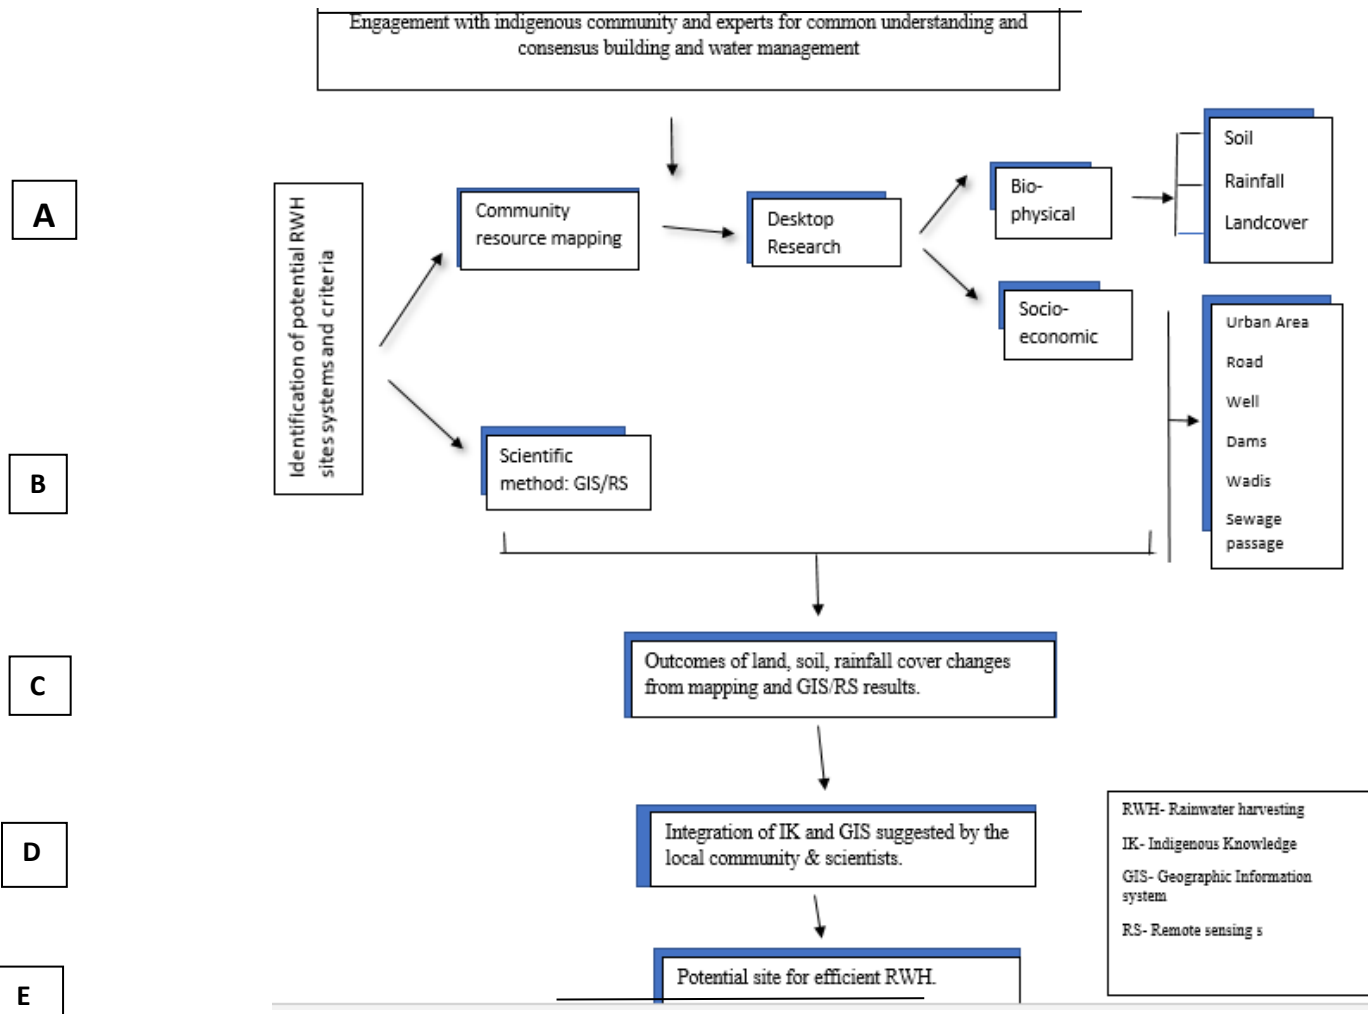 Engagement with indigenous community and experts for common understanding and
consensus building and water management
A
Identification of potential RWH
sites systems and criteria
Community
resource mapping
Desktop
Research
Bio-
physical
Soil
Rainfall
Landcover
Socio-
economic
Urban Area
Road
Well
Dams
Wadis
Sewage
passage
B
Scientific
method: GIS/RS
C
Outcomes of land, soil, rainfall cover changes
from mapping and GIS/RS results.
D
Integration of IK and GIS suggested by the
local community & scientists.
RWH- Rainwater harvesting
IK- Indigenous Knowledge
GIS- Geographic Information
system
RS- Remote sensing s
E
Potential site for efficient RWH.